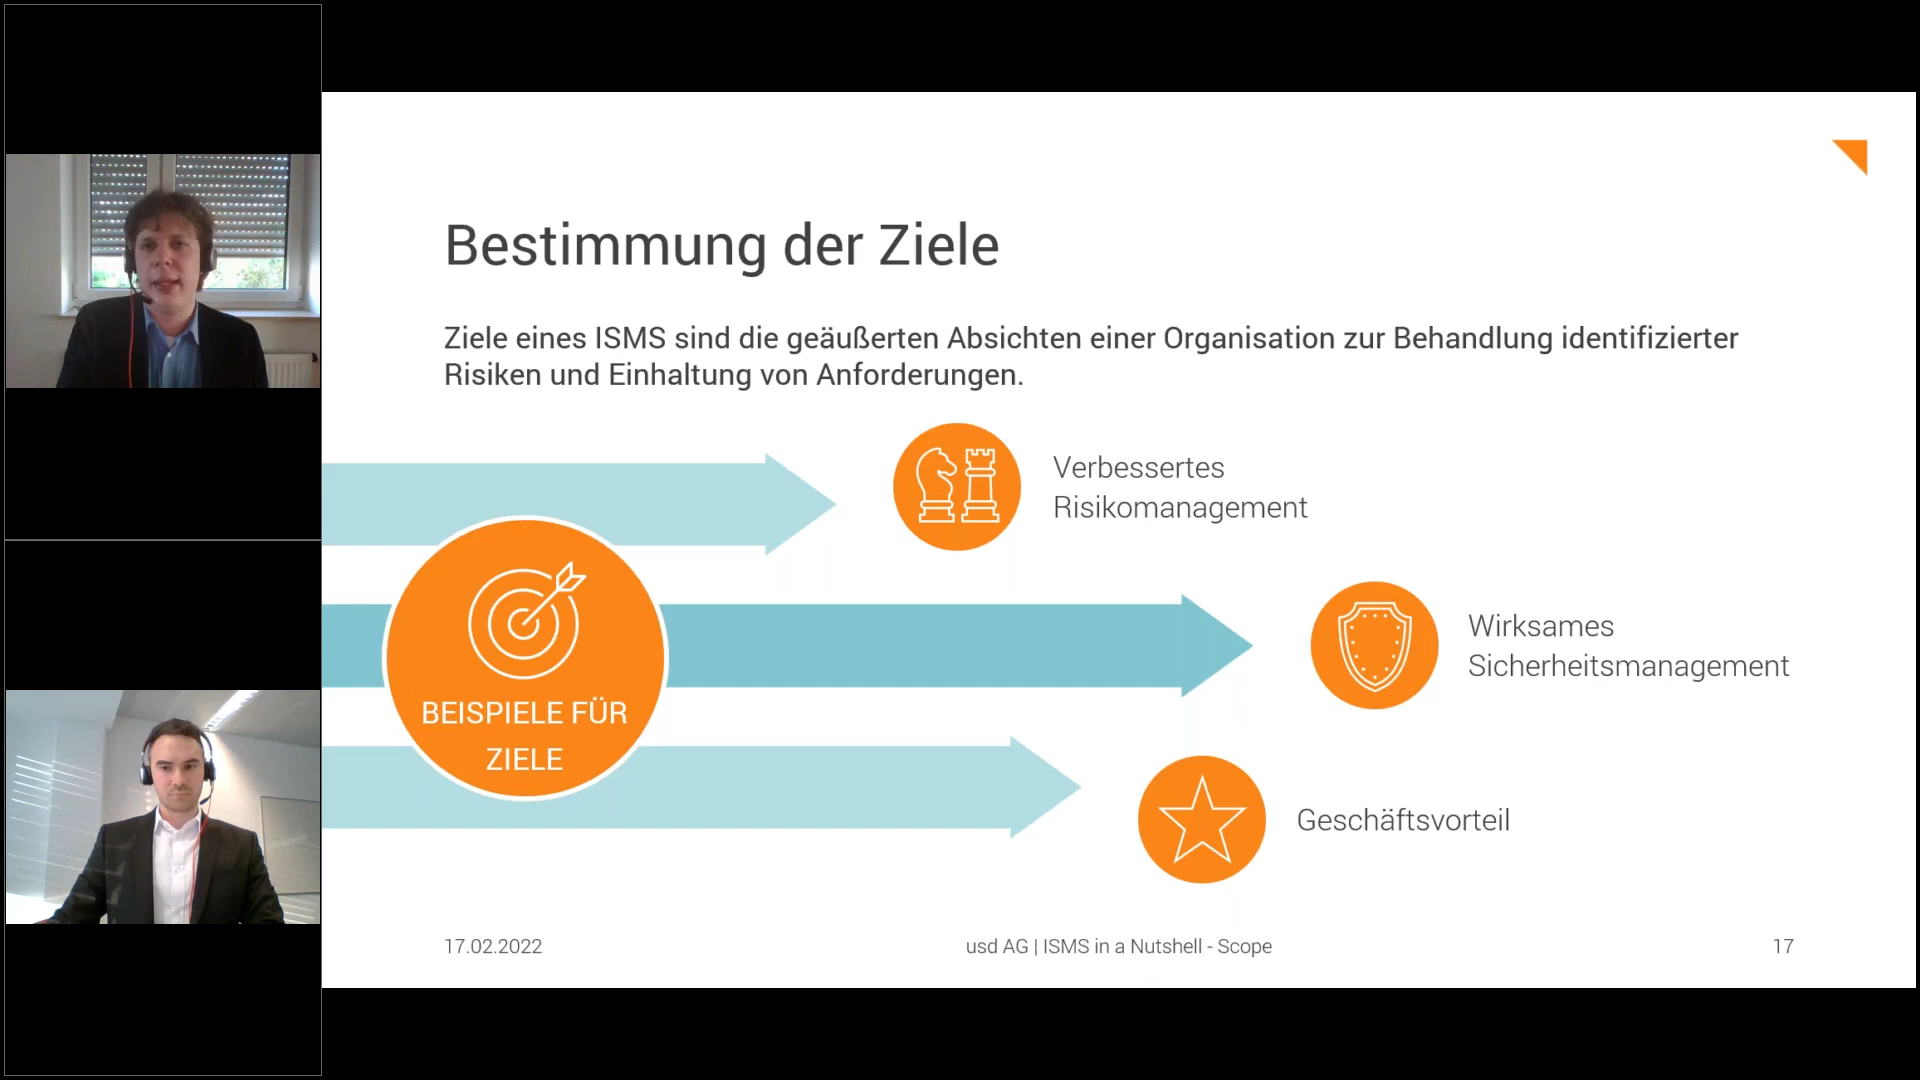 Bestimmung der Ziele
Ziele eines ISMS sind die geäußerten Absichten einer Organisation zur Behandlung identifizierter
Risiken und Einhaltung von Anforderungen.
Verbessertes
Risikomanagement
Wirksames
Sicherheitsmanagement
BEISPIELE FÜR
ZIELE
Geschäftsvorteil
17.02.2022
usd AG | ISMS in a Nutshell - Scope
17